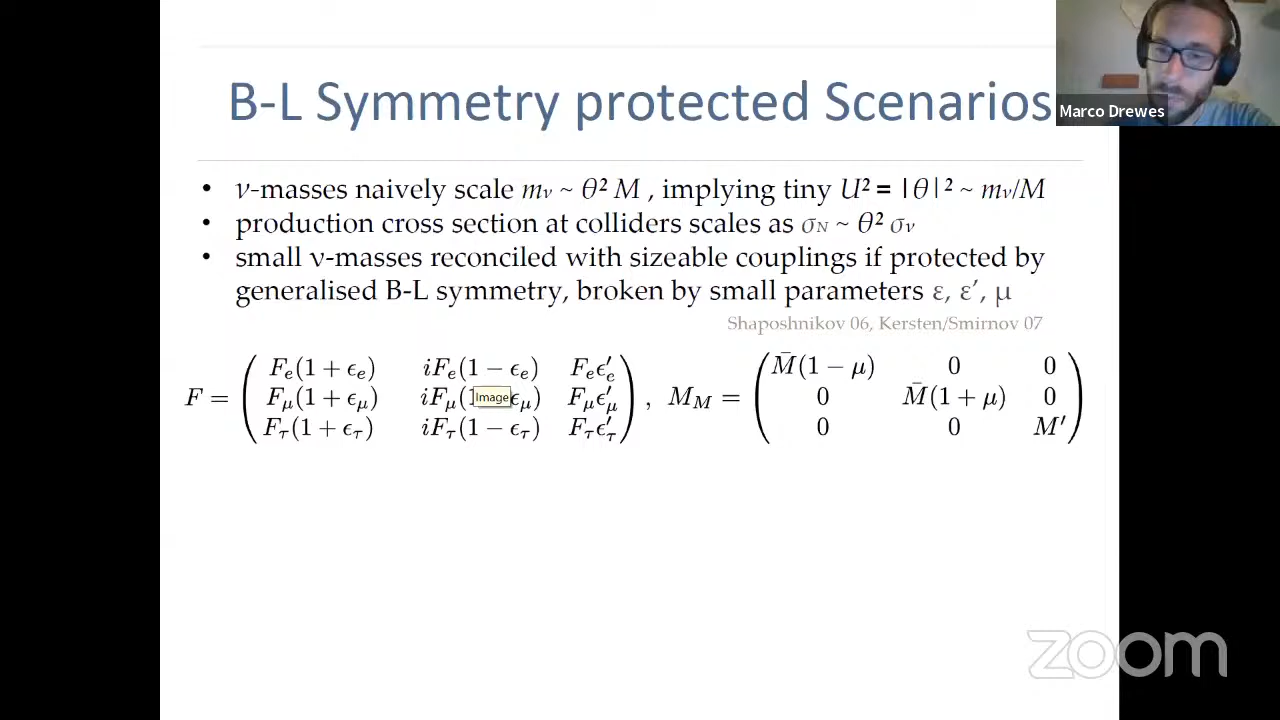 B-L Symmetry protected Scenarios
Marco Drewes
• ν-masses naively scale mν ~ θ² M , implying tiny U² = |θ|² ~ mν/M
• production cross section at colliders scales as σN ~ θ² σν
• small ν-masses reconciled with sizeable couplings if protected by
generalised B-L symmetry, broken by small parameters ε, ε′, μ
Shaposhnikov 06, Kersten/Smirnov 07
Fe(1 + ϵe) iFe(1 − ϵe) Feϵ′e M̄(1 − μ) 0 0
F = Fμ(1 + ϵμ) iFμ(1 ϵμ) Fμϵ′μ , MM = 0 M̄(1 + μ) 0
Image
Fτ(1 + ϵτ) iFτ(1 − ϵτ) Fτϵ′τ 0 0 M′
zoom